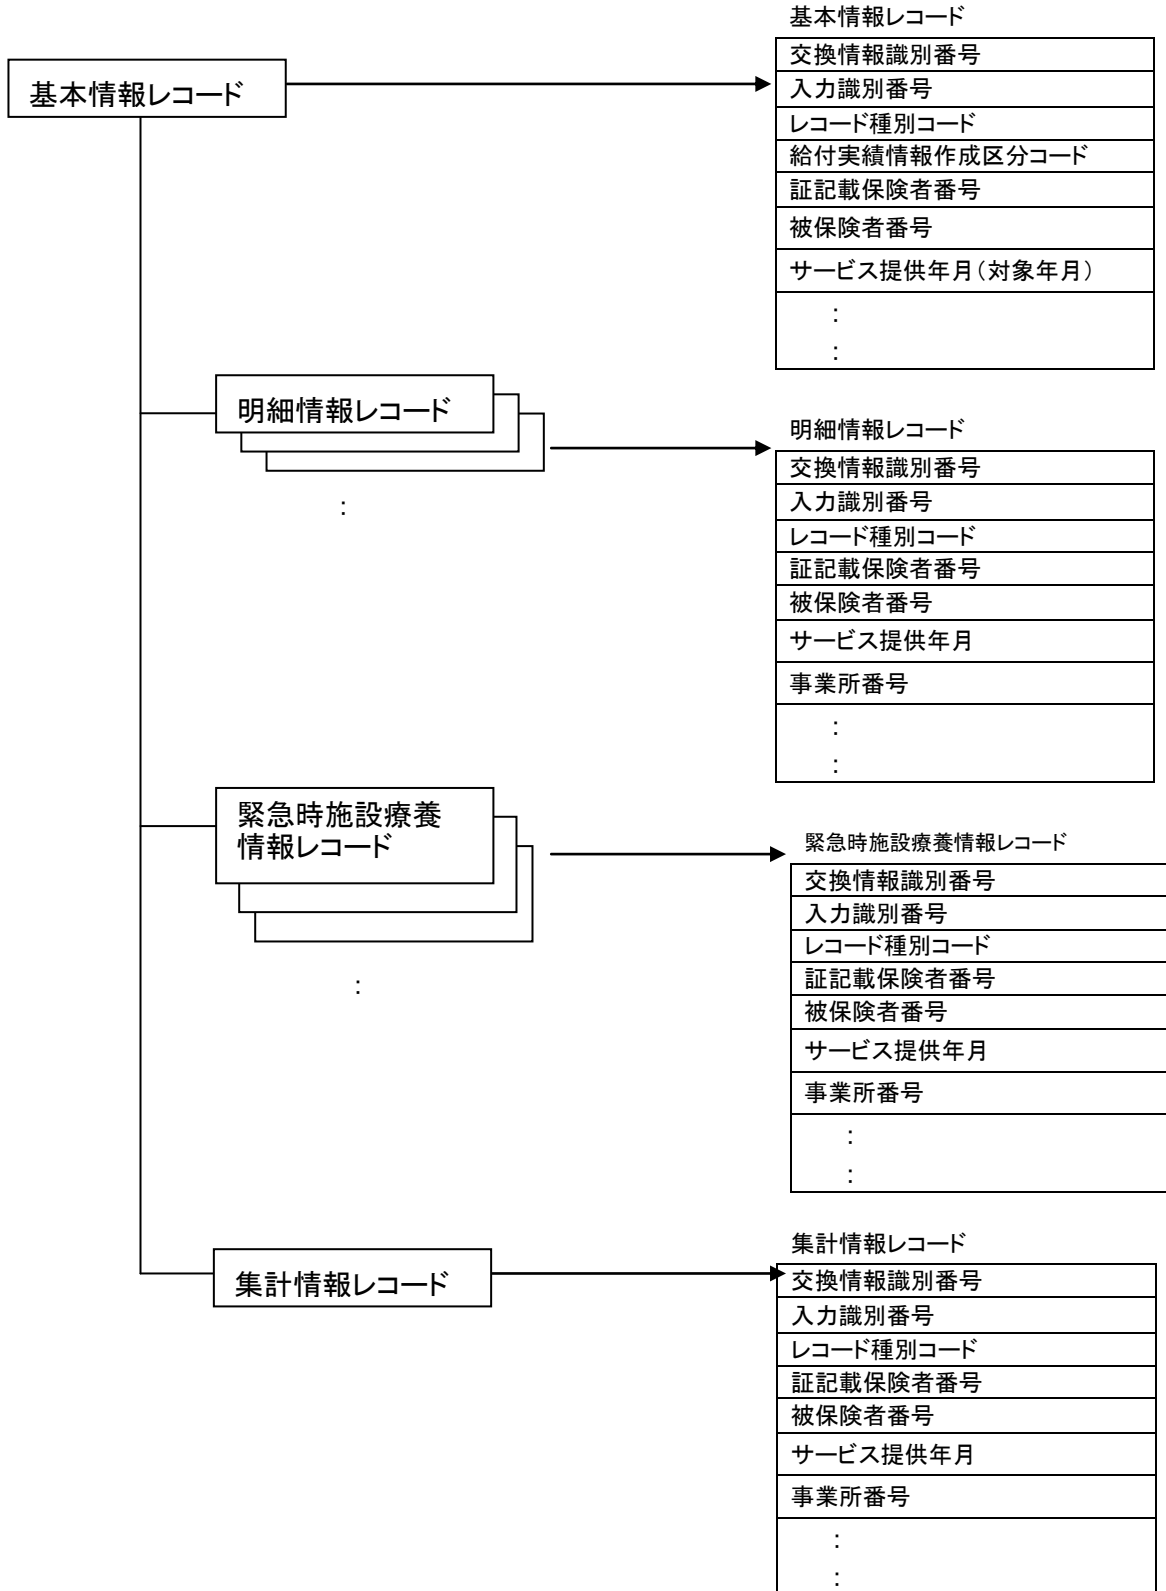 基本情報レコード
基本情報レコード
交換情報識別番号
入力識別番号
レコード種別コード
給付実績情報作成区分コード
証記載保険者番号
被保険者番号
サービス提供年月(対象年月)
:
:
明細情報レコード
:
明細情報レコード
交換情報識別番号
入力識別番号
レコード種別コード
証記載保険者番号
被保険者番号
サービス提供年月
事業所番号
:
:
緊急時施設療養
情報レコード
:
緊急時施設療養情報レコード
交換情報識別番号
入力識別番号
レコード種別コード
証記載保険者番号
被保険者番号
サービス提供年月
事業所番号
:
:
集計情報レコード
集計情報レコード
交換情報識別番号
入力識別番号
レコード種別コード
証記載保険者番号
被保険者番号
サービス提供年月
事業所番号
:
: